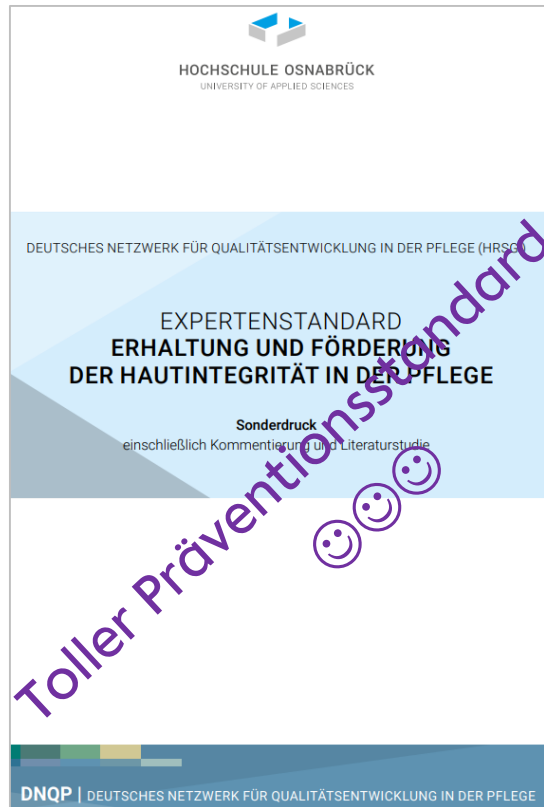 HOCHSCHULE OSNABRÜCK
UNIVERSITY OF APPLIED SCIENCES
DEUTSCHES NETZWERK FÜR QUALITÄTSENTWICKLUNG IN DER PFLEGE (HRSG.)
EXPERTENSTANDARD
ERHALTUNG UND FÖRDERUNG
DER HAUTINTEGRITÄT IN DER PFLEGE
Sonderdruck
einschließlich Kommentierung und Literaturstudie
Toller Präventionsstandard
DNQP | DEUTSCHES NETZWERK FÜR QUALITÄTSENTWICKLUNG IN DER PFLEGE